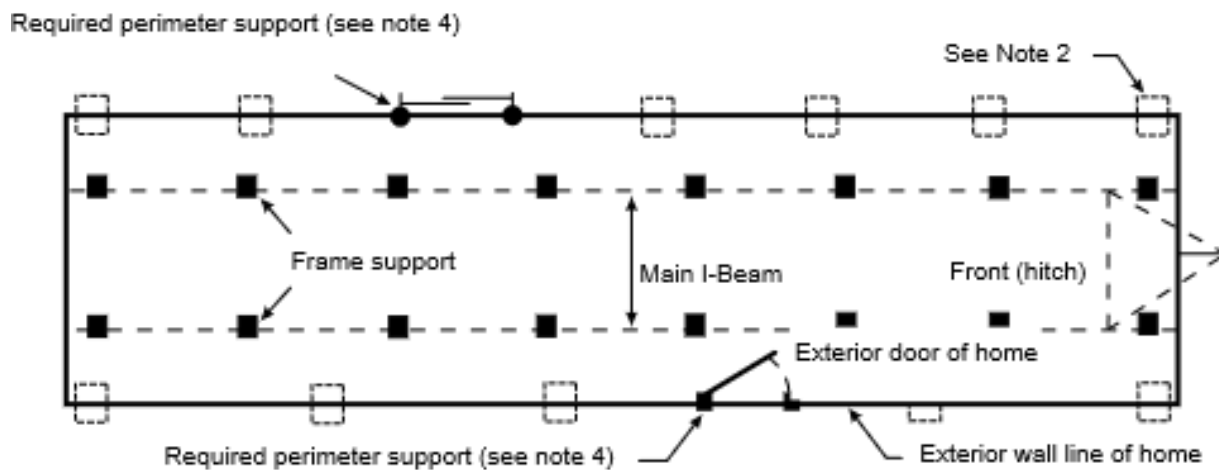 Required perimeter support (see note 4)
See Note 2
Frame support
Main I-Beam
Front (hitch)
Exterior door of home
Required perimeter support (see note 4)
Exterior wall line of home